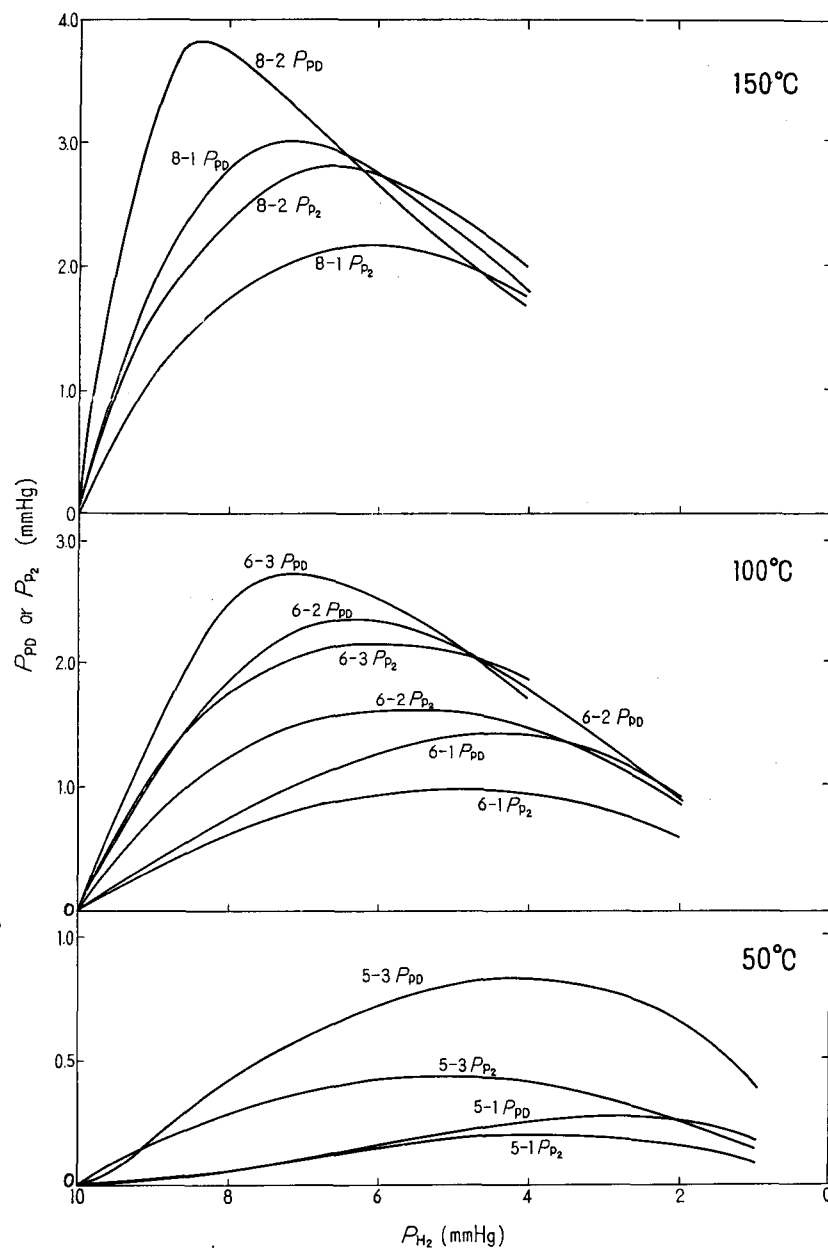 4.0
8-2 P_PD
150°C
3.0
8-1 P_PD
8-2 P_P₂
2.0
8-1 P_P₂
1.0
0
P_PD or P_P₂ (mmHg)
3.0
6-3 P_PD
100°C
6-2 P_PD
6-3 P_P₂
2.0
6-2 P_P₂
6-2 P_PD
6-1 P_PD
1.0
6-1 P_P₂
0
1.0
50°C
5-3 P_PD
0.5
5-3 P_P₂
5-1 P_PD
5-1 P_P₂
0
10 8 6 4 2 0
P_H₂ (mmHg)